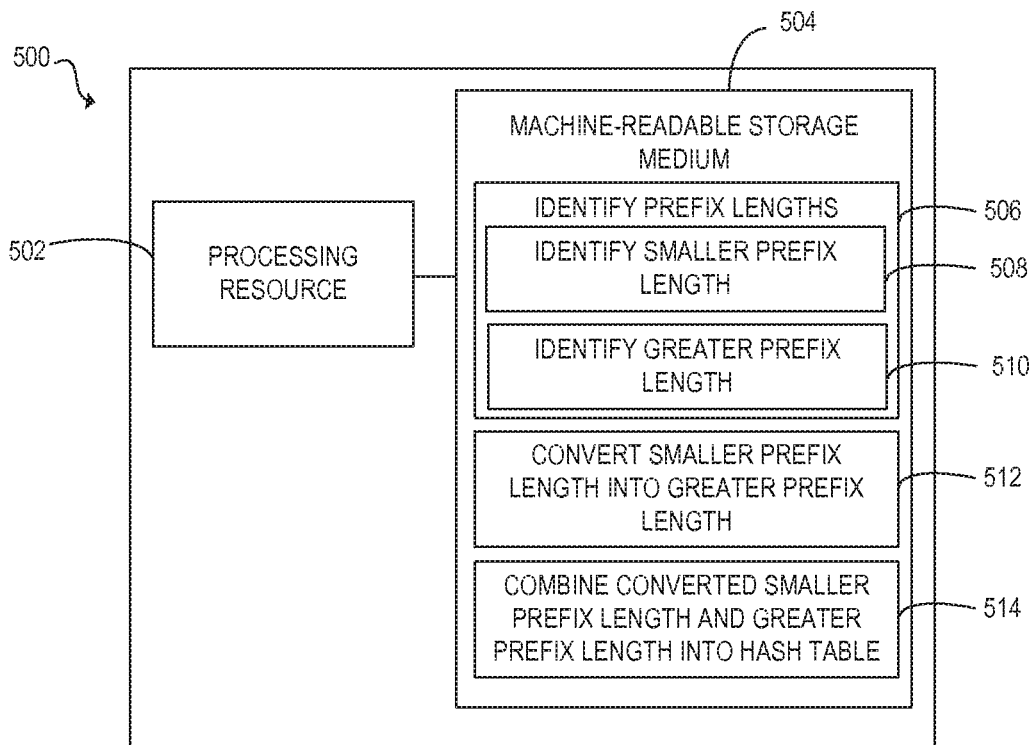 504
500
MACHINE-READABLE STORAGE
MEDIUM
IDENTIFY PREFIX LENGTHS
506
502
PROCESSING
RESOURCE
IDENTIFY SMALLER PREFIX
LENGTH
508
IDENTIFY GREATER PREFIX
LENGTH
510
CONVERT SMALLER PREFIX
LENGTH INTO GREATER PREFIX
LENGTH
512
COMBINE CONVERTED SMALLER
PREFIX LENGTH AND GREATER
PREFIX LENGTH INTO HASH TABLE
514